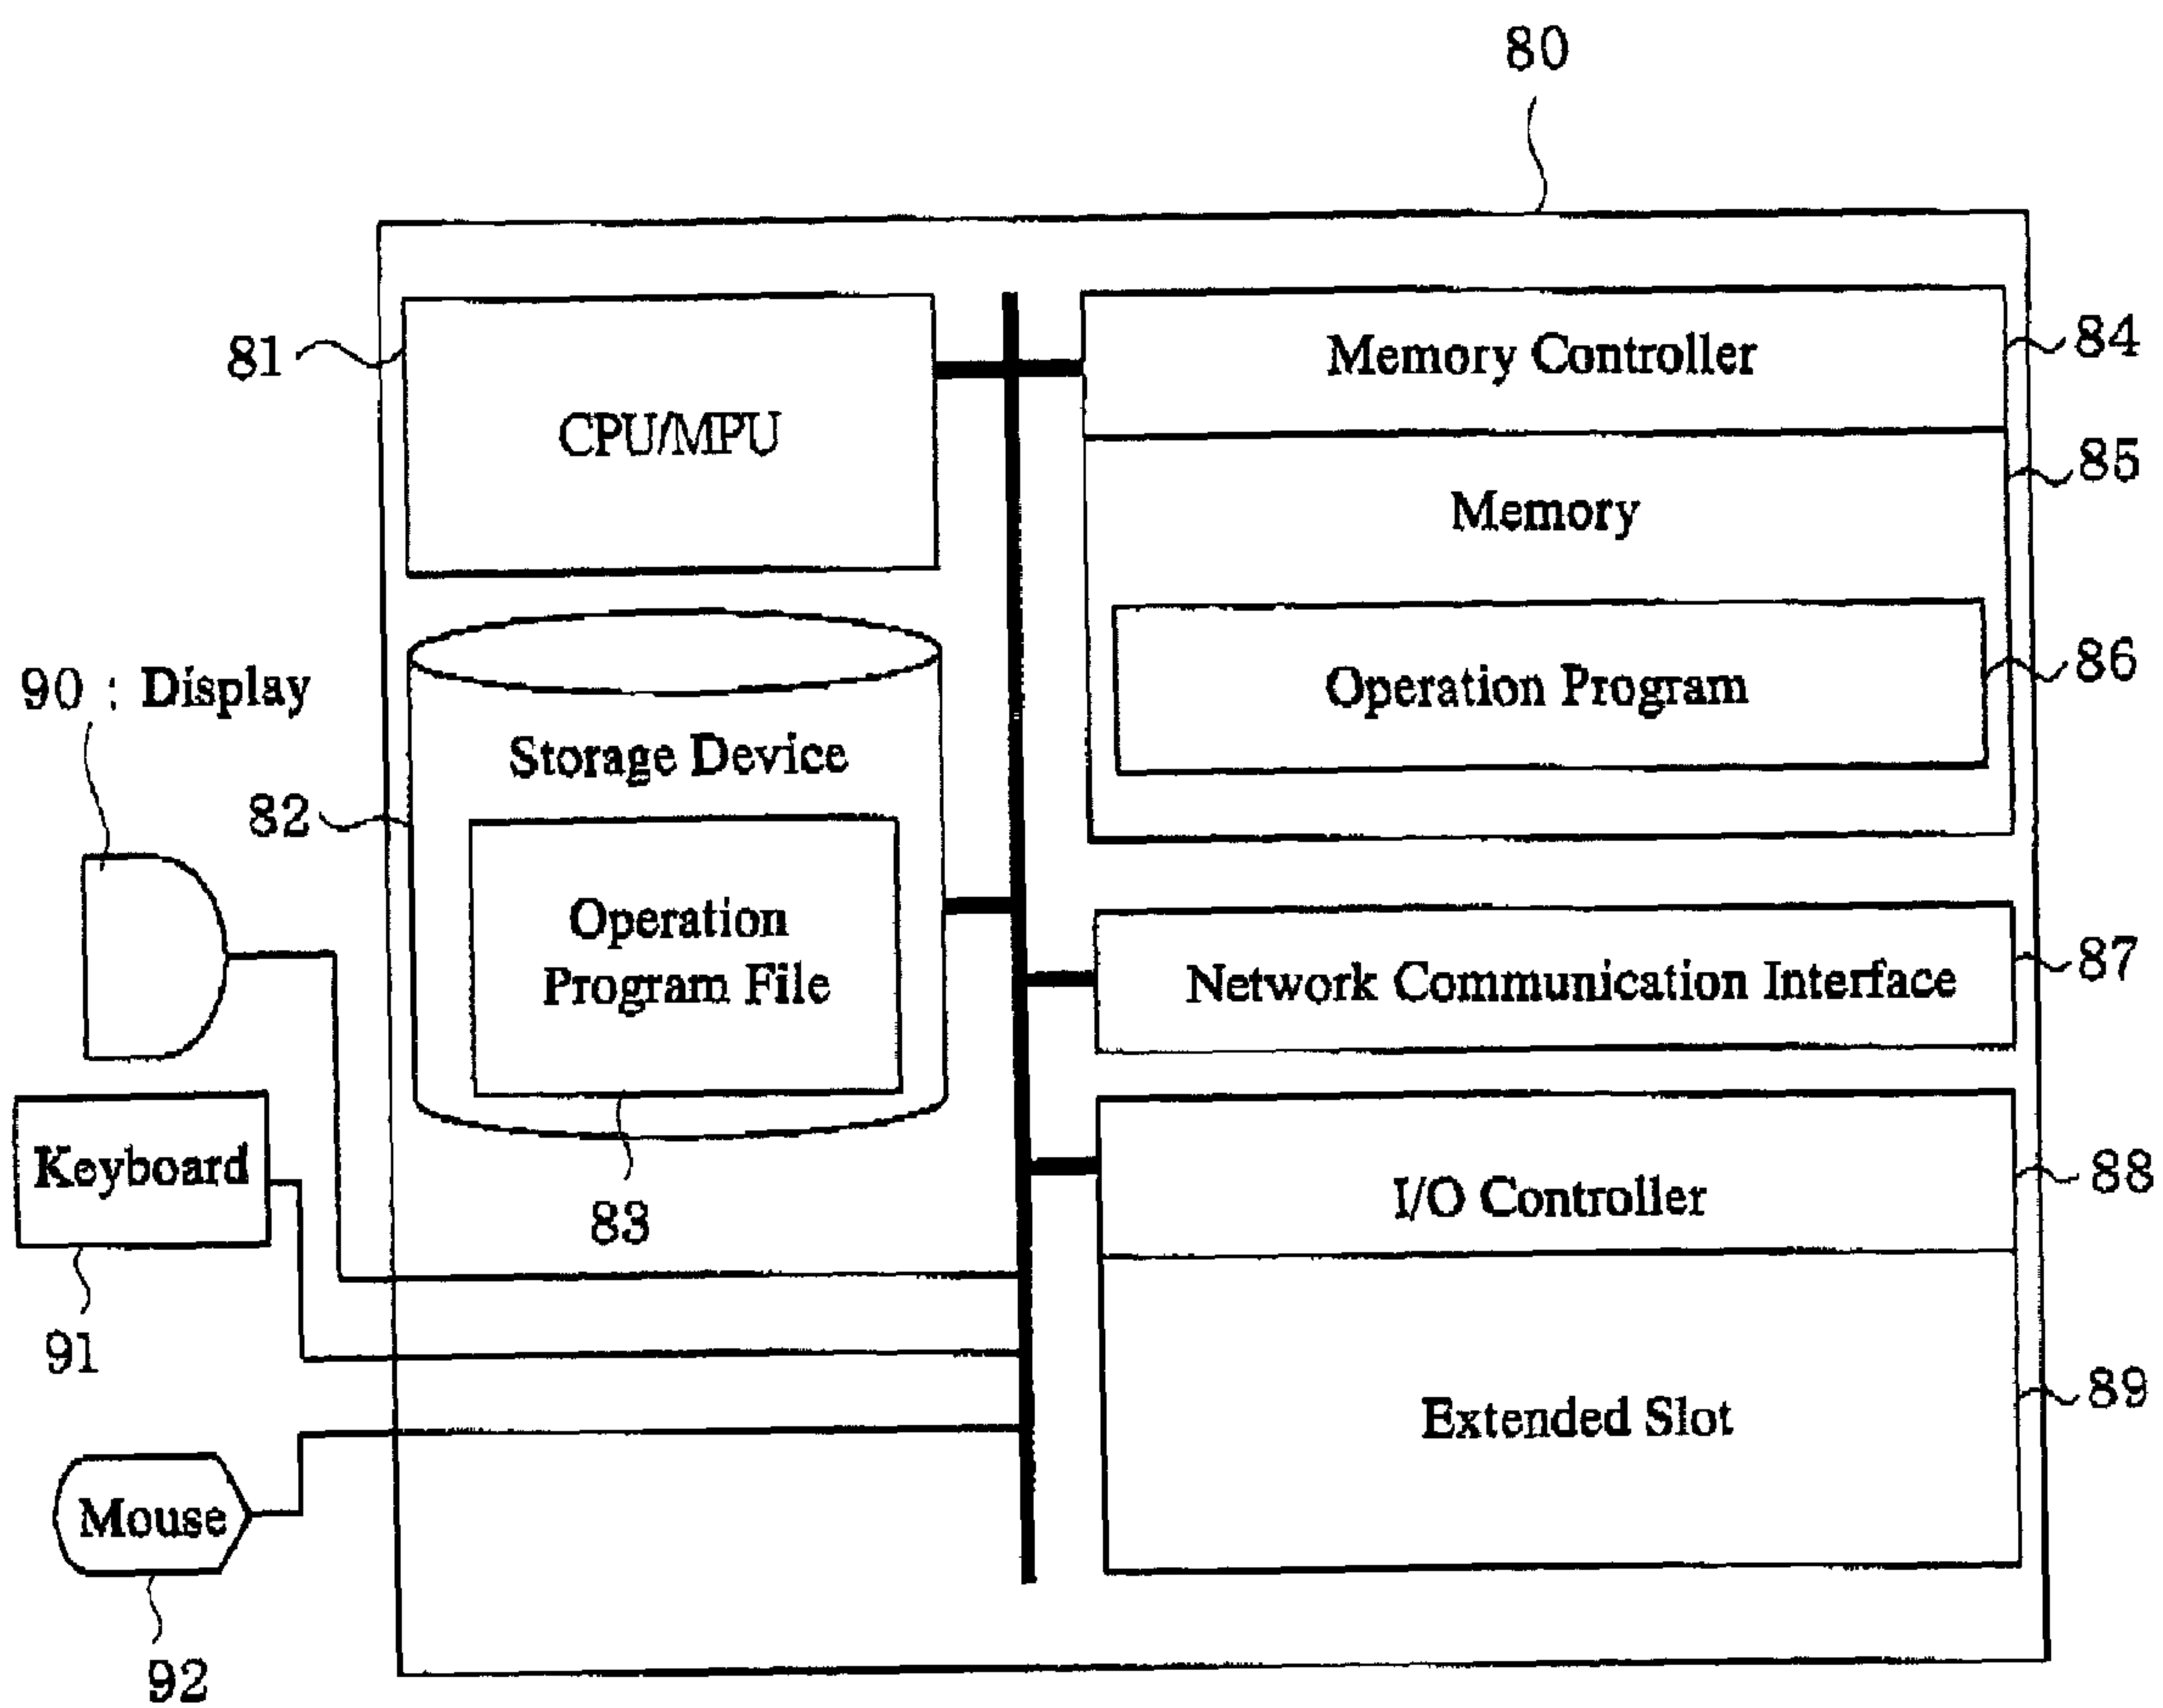 80
81
CPU/MPU
Memory Controller
84
85
Memory
Operation Program
86
90 : Display
Storage Device
82
Operation
Program File
83
Network Communication Interface
87
Keyboard
91
I/O Controller
88
Extended Slot
89
Mouse
92